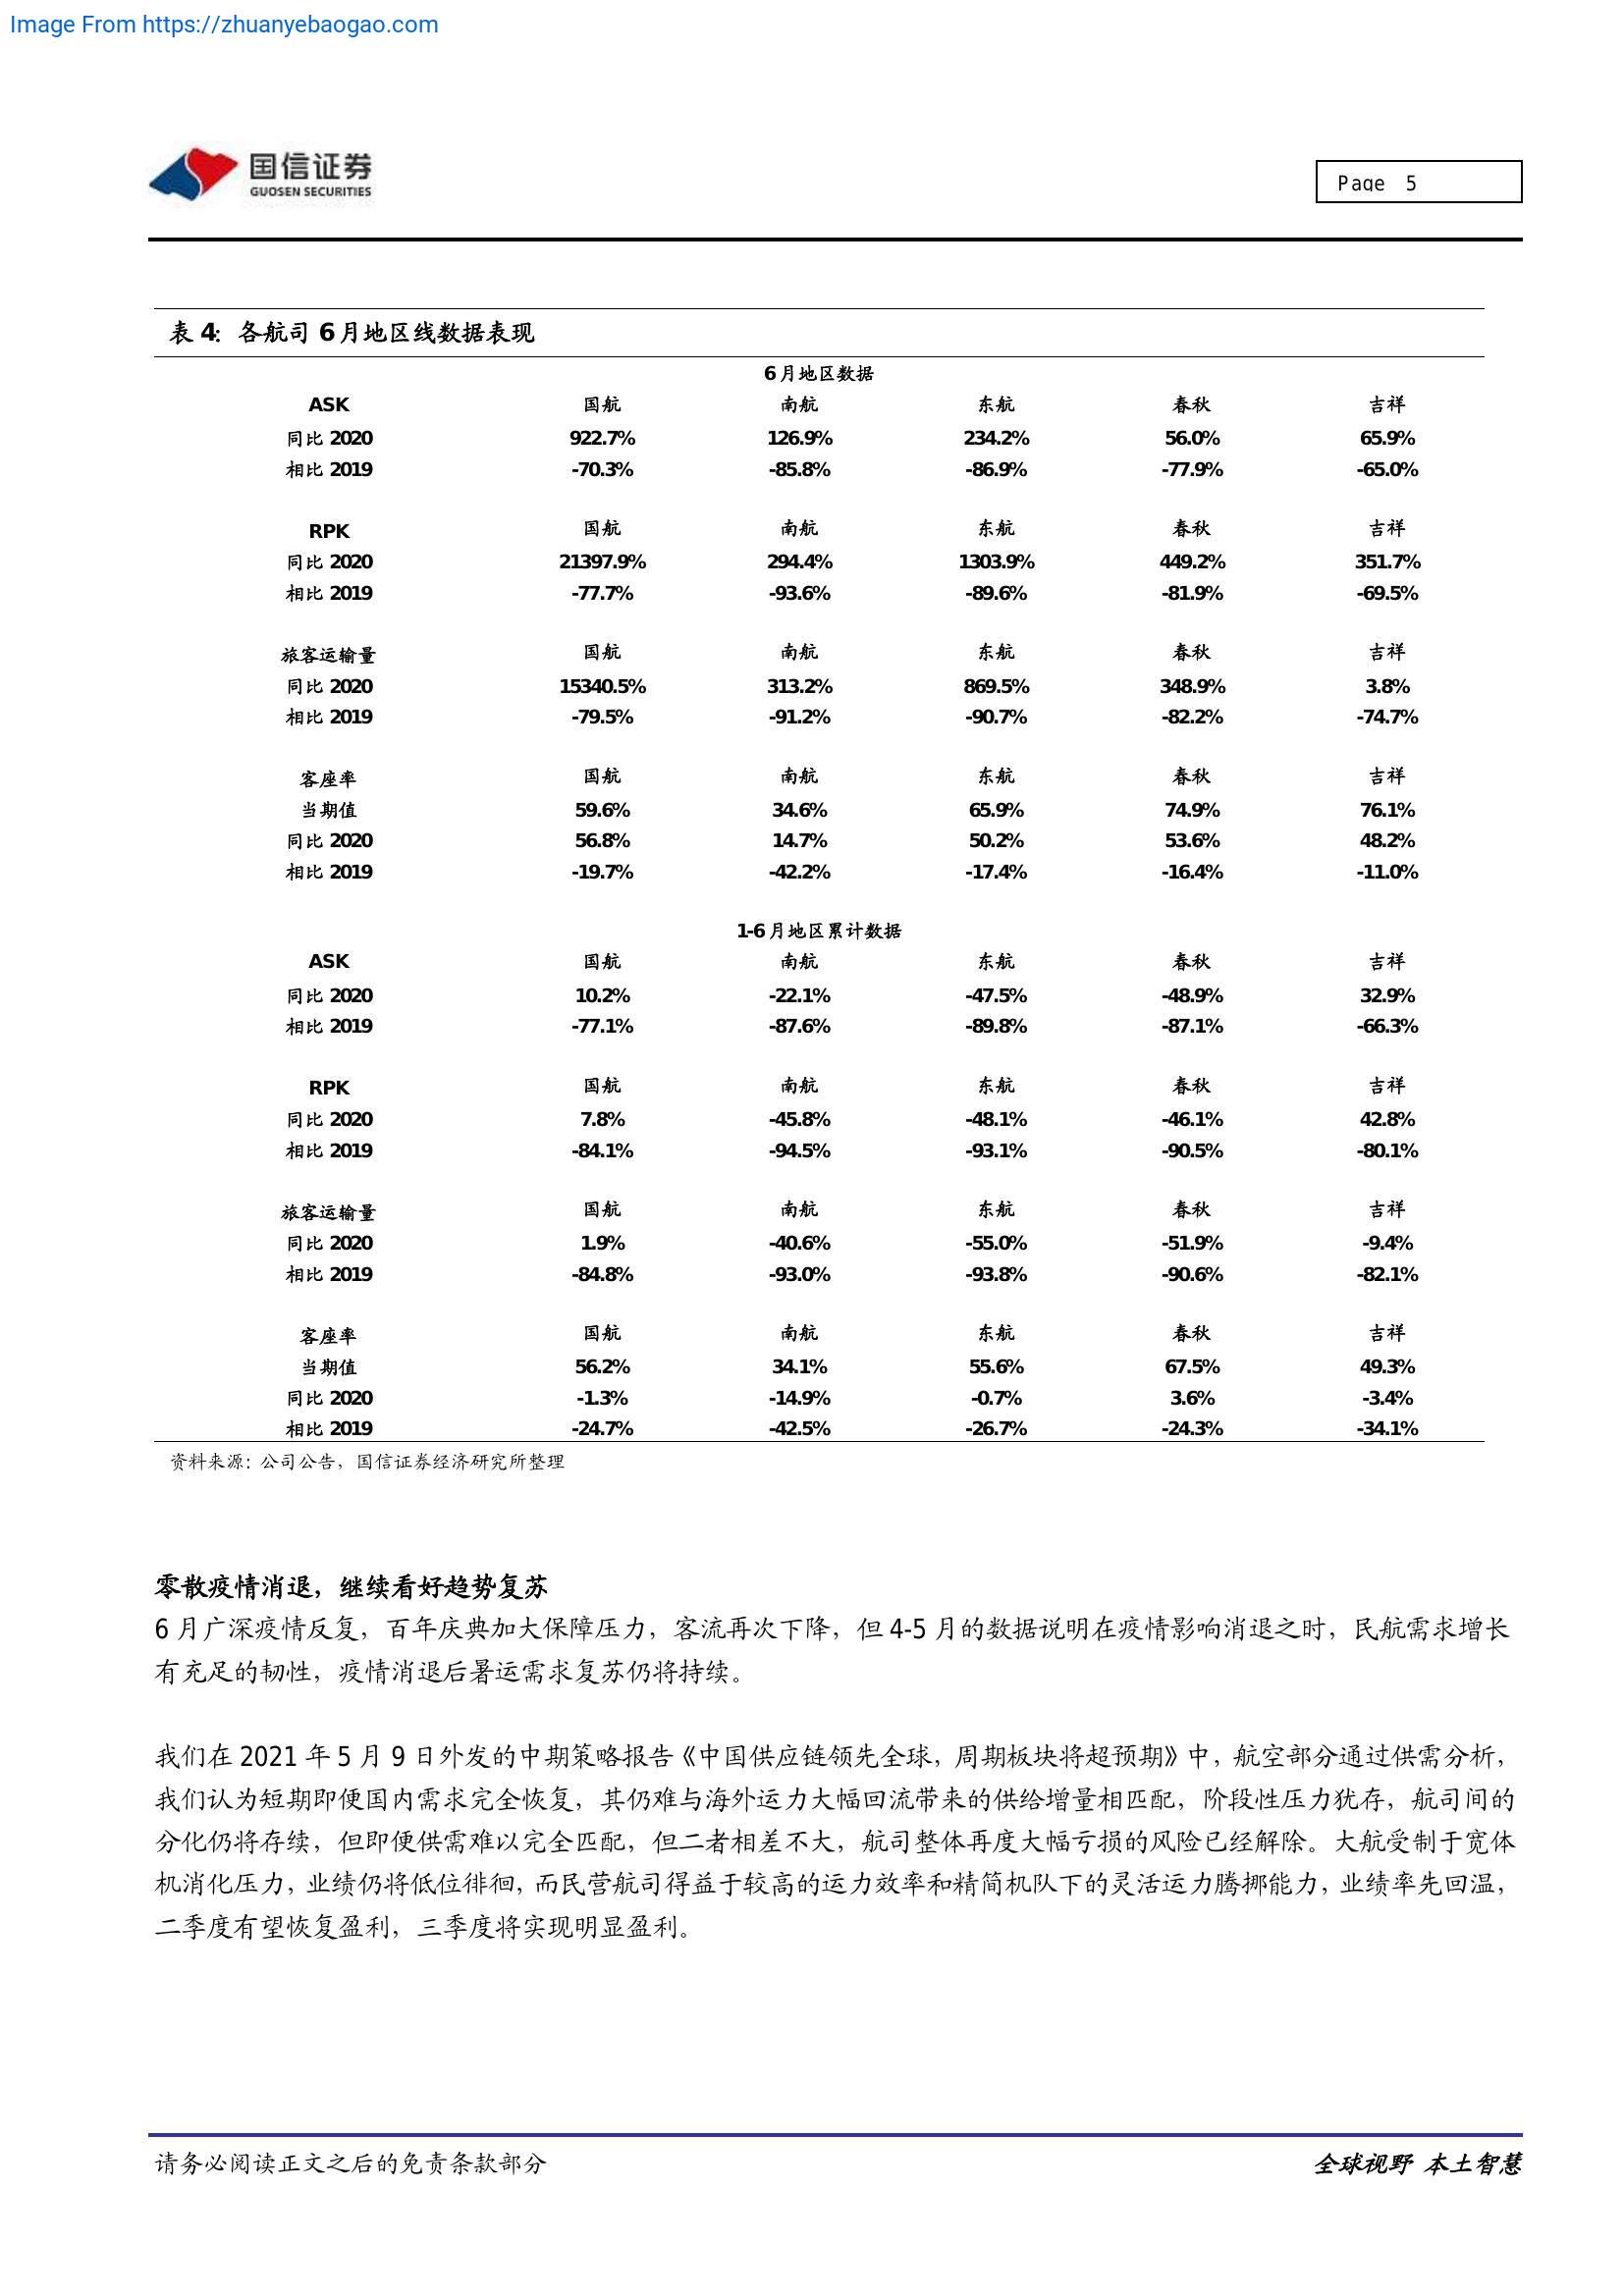 Image From https://zhuanyebaogao.com
国信证券
GUOSEN SECURITIES
Page 5
表 4: 各航司 6 月地区线数据表现
6 月地区数据
ASK 国航 南航 东航 春秋 吉祥
同比 2020 922.7% 126.9% 234.2% 56.0% 65.9%
相比 2019 -70.3% -85.8% -86.9% -77.9% -65.0%
RPK 国航 南航 东航 春秋 吉祥
同比 2020 21397.9% 294.4% 1303.9% 449.2% 351.7%
相比 2019 -77.7% -93.6% -89.6% -81.9% -69.5%
旅客运输量 国航 南航 东航 春秋 吉祥
同比 2020 15340.5% 313.2% 869.5% 348.9% 3.8%
相比 2019 -79.5% -91.2% -90.7% -82.2% -74.7%
客座率 国航 南航 东航 春秋 吉祥
当期值 59.6% 34.6% 65.9% 74.9% 76.1%
同比 2020 56.8% 14.7% 50.2% 53.6% 48.2%
相比 2019 -19.7% -42.2% -17.4% -16.4% -11.0%
1-6 月地区累计数据
ASK 国航 南航 东航 春秋 吉祥
同比 2020 10.2% -22.1% -47.5% -48.9% 32.9%
相比 2019 -77.1% -87.6% -89.8% -87.1% -66.3%
RPK 国航 南航 东航 春秋 吉祥
同比 2020 7.8% -45.8% -48.1% -46.1% 42.8%
相比 2019 -84.1% -94.5% -93.1% -90.5% -80.1%
旅客运输量 国航 南航 东航 春秋 吉祥
同比 2020 1.9% -40.6% -55.0% -51.9% -9.4%
相比 2019 -84.8% -93.0% -93.8% -90.6% -82.1%
客座率 国航 南航 东航 春秋 吉祥
当期值 56.2% 34.1% 55.6% 67.5% 49.3%
同比 2020 -1.3% -14.9% -0.7% 3.6% -3.4%
相比 2019 -24.7% -42.5% -26.7% -24.3% -34.1%
资料来源: 公司公告，国信证券经济研究所整理
零散疫情消退，继续看好趋势复苏
6 月广深疫情反复，百年庆典加大保障压力，客流再次下降，但 4-5 月的数据说明在疫情影响消退之时，民航需求增长
有充足的韧性，疫情消退后暑运需求复苏仍将持续。
我们在 2021 年 5 月 9 日外发的中期策略报告《中国供应链领先全球，周期板块将超预期》中，航空部分通过供需分析，
我们认为短期即便国内需求完全恢复，其仍难与海外运力大幅回流带来的供给增量相匹配，阶段性压力犹存，航司间的
分化仍将存续，但即便供需难以完全匹配，但二者相差不大，航司整体再度大幅亏损的风险已经解除。大航受制于宽体
机消化压力，业绩仍将低位徘徊，而民营航司得益于较高的运力效率和精简机队下的灵活运力腾挪能力，业绩率先回温，
二季度有望恢复盈利，三季度将实现明显盈利。
请务必阅读正文之后的免责条款部分
全球视野 本土智慧